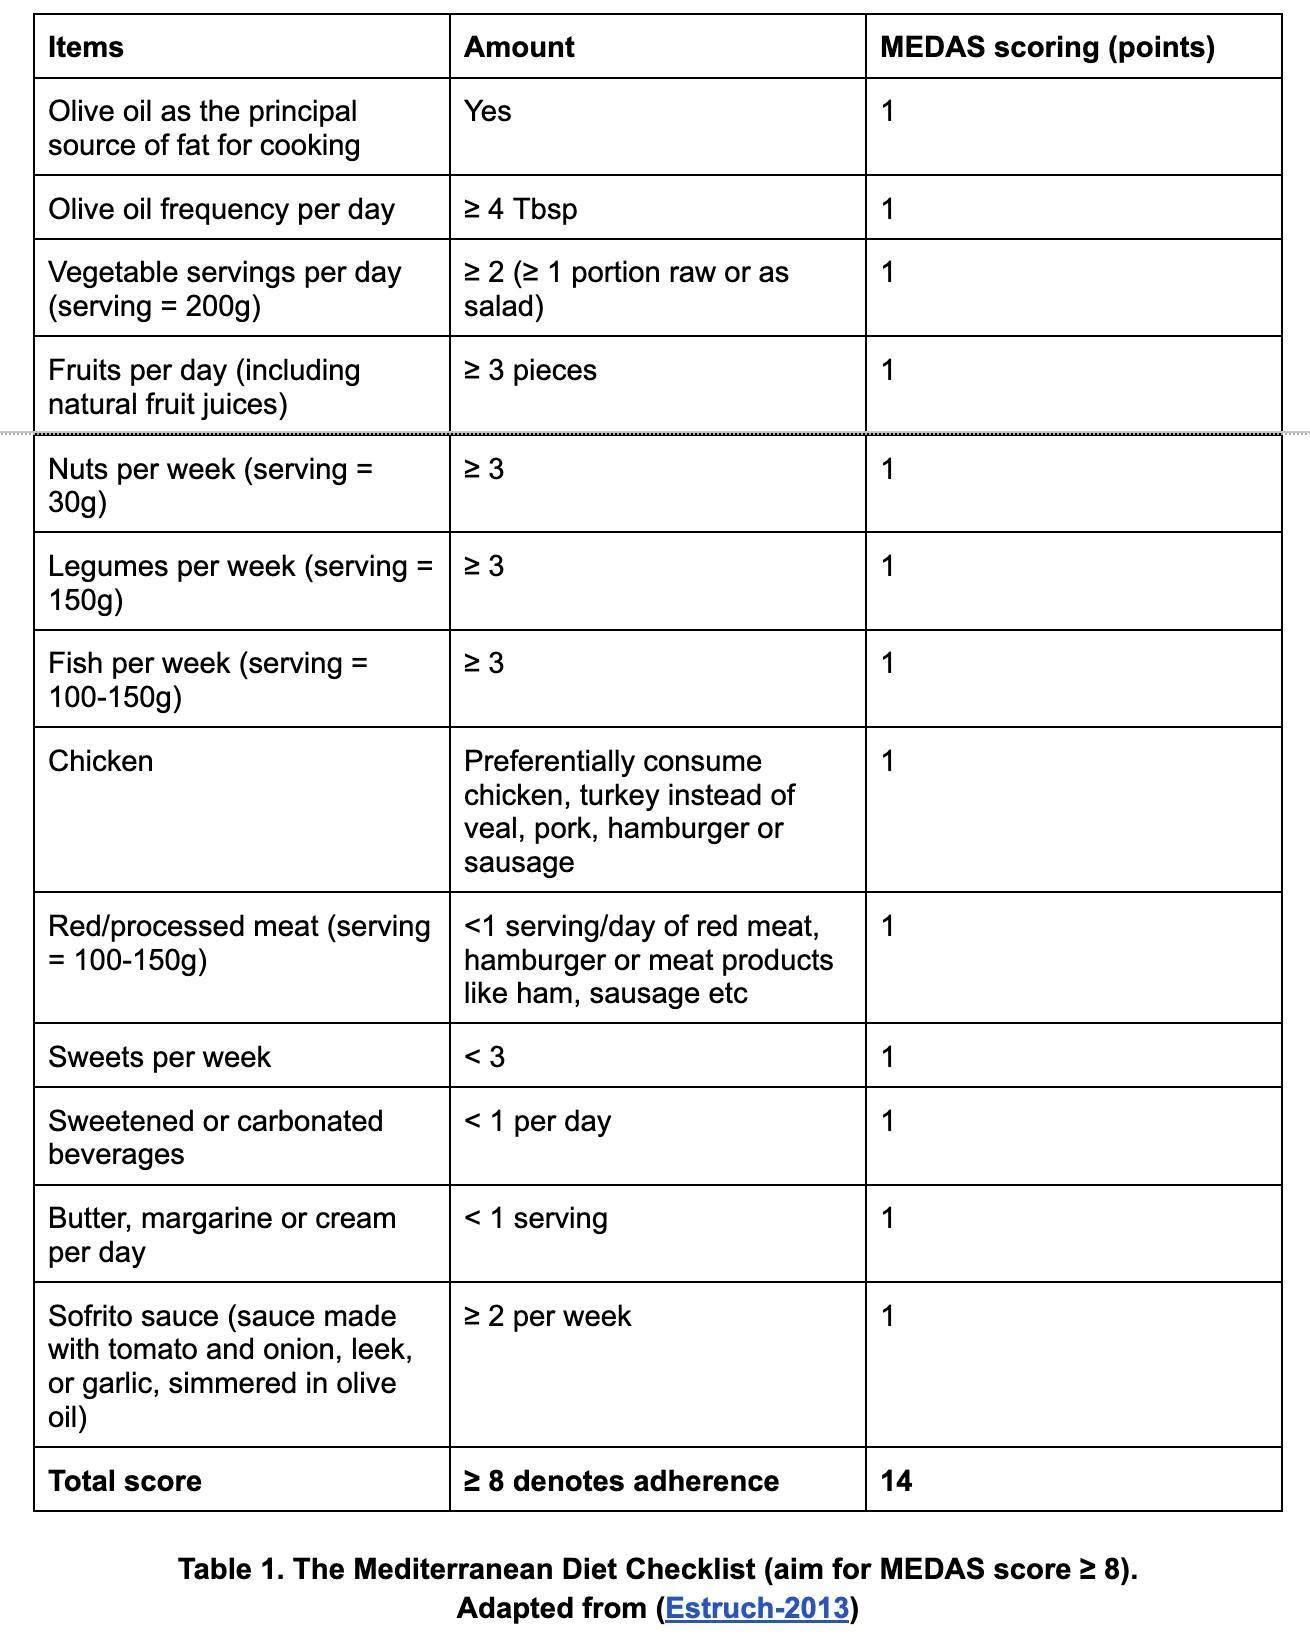 Items
Amount
MEDAS scoring (points)
Olive oil as the principal
source of fat for cooking
Yes
1
Olive oil frequency per day
≥ 4 Tbsp
1
Vegetable servings per day
(serving = 200g)
≥ 2 (≥ 1 portion raw or as
salad)
1
Fruits per day (including
natural fruit juices)
≥ 3 pieces
1
Nuts per week (serving =
30g)
≥ 3
1
Legumes per week (serving =
150g)
≥ 3
1
Fish per week (serving =
100-150g)
≥ 3
1
Chicken
Preferentially consume
chicken, turkey instead of
veal, pork, hamburger or
sausage
1
Red/processed meat (serving
= 100-150g)
<1 serving/day of red meat,
hamburger or meat products
like ham, sausage etc
1
Sweets per week
< 3
1
Sweetened or carbonated
beverages
< 1 per day
1
Butter, margarine or cream
per day
< 1 serving
1
Sofrito sauce (sauce made
with tomato and onion, leek,
or garlic, simmered in olive
oil)
≥ 2 per week
1
Total score
≥ 8 denotes adherence
14
Table 1. The Mediterranean Diet Checklist (aim for MEDAS score ≥ 8).
Adapted from (Estruch-2013)